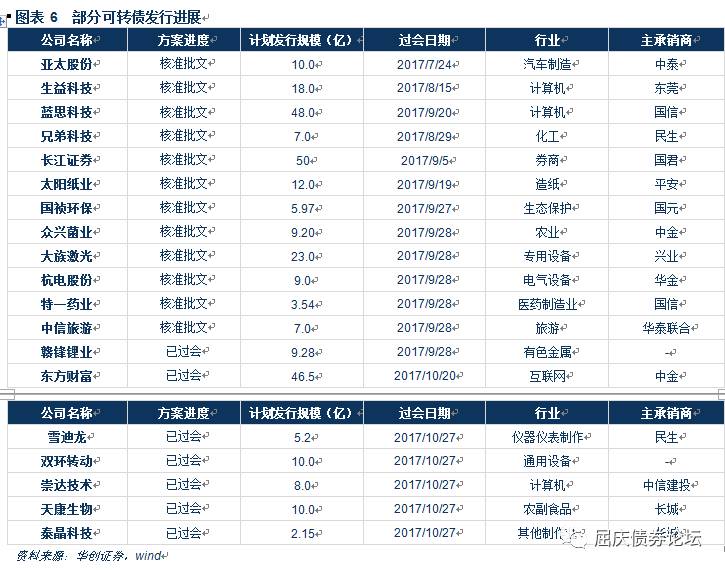 图表 6 部分可转债发行进展
公司名称 方案进度 计划发行规模（亿） 过会日期 行业 主承销商
亚太股份 核准批文 10.0 2017/7/24 汽车制造 中泰
生益科技 核准批文 18.0 2017/8/15 计算机 东莞
蓝思科技 核准批文 48.0 2017/9/20 计算机 国信
兄弟科技 核准批文 7.0 2017/8/29 化工 民生
长江证券 核准批文 50 2017/9/5 券商 国君
太阳纸业 核准批文 12.0 2017/9/19 造纸 平安
国祯环保 核准批文 5.97 2017/9/27 生态保护 国元
众兴菌业 核准批文 9.20 2017/9/28 农业 中金
大族激光 核准批文 23.0 2017/9/28 专用设备 兴业
杭电股份 核准批文 9.0 2017/9/28 电气设备 华金
特一药业 核准批文 3.54 2017/9/28 医药制造业 国信
中信旅游 核准批文 7.0 2017/9/28 旅游 华泰联合
赣锋锂业 已过会 9.28 2017/9/28 有色金属 -
东方财富 已过会 46.5 2017/10/20 互联网 中金
公司名称 方案进度 计划发行规模（亿） 过会日期 行业 主承销商
雪迪龙 已过会 5.2 2017/10/27 仪器仪表制作 民生
双环转动 已过会 10.0 2017/10/27 通用设备 -
崇达技术 已过会 8.0 2017/10/27 计算机 中信建投
天康生物 已过会 10.0 2017/10/27 农副食品 长城
泰晶科技 已过会 2.15 2017/10/27 其他制作
屈庆债券论坛
资料来源：华创证券，wind